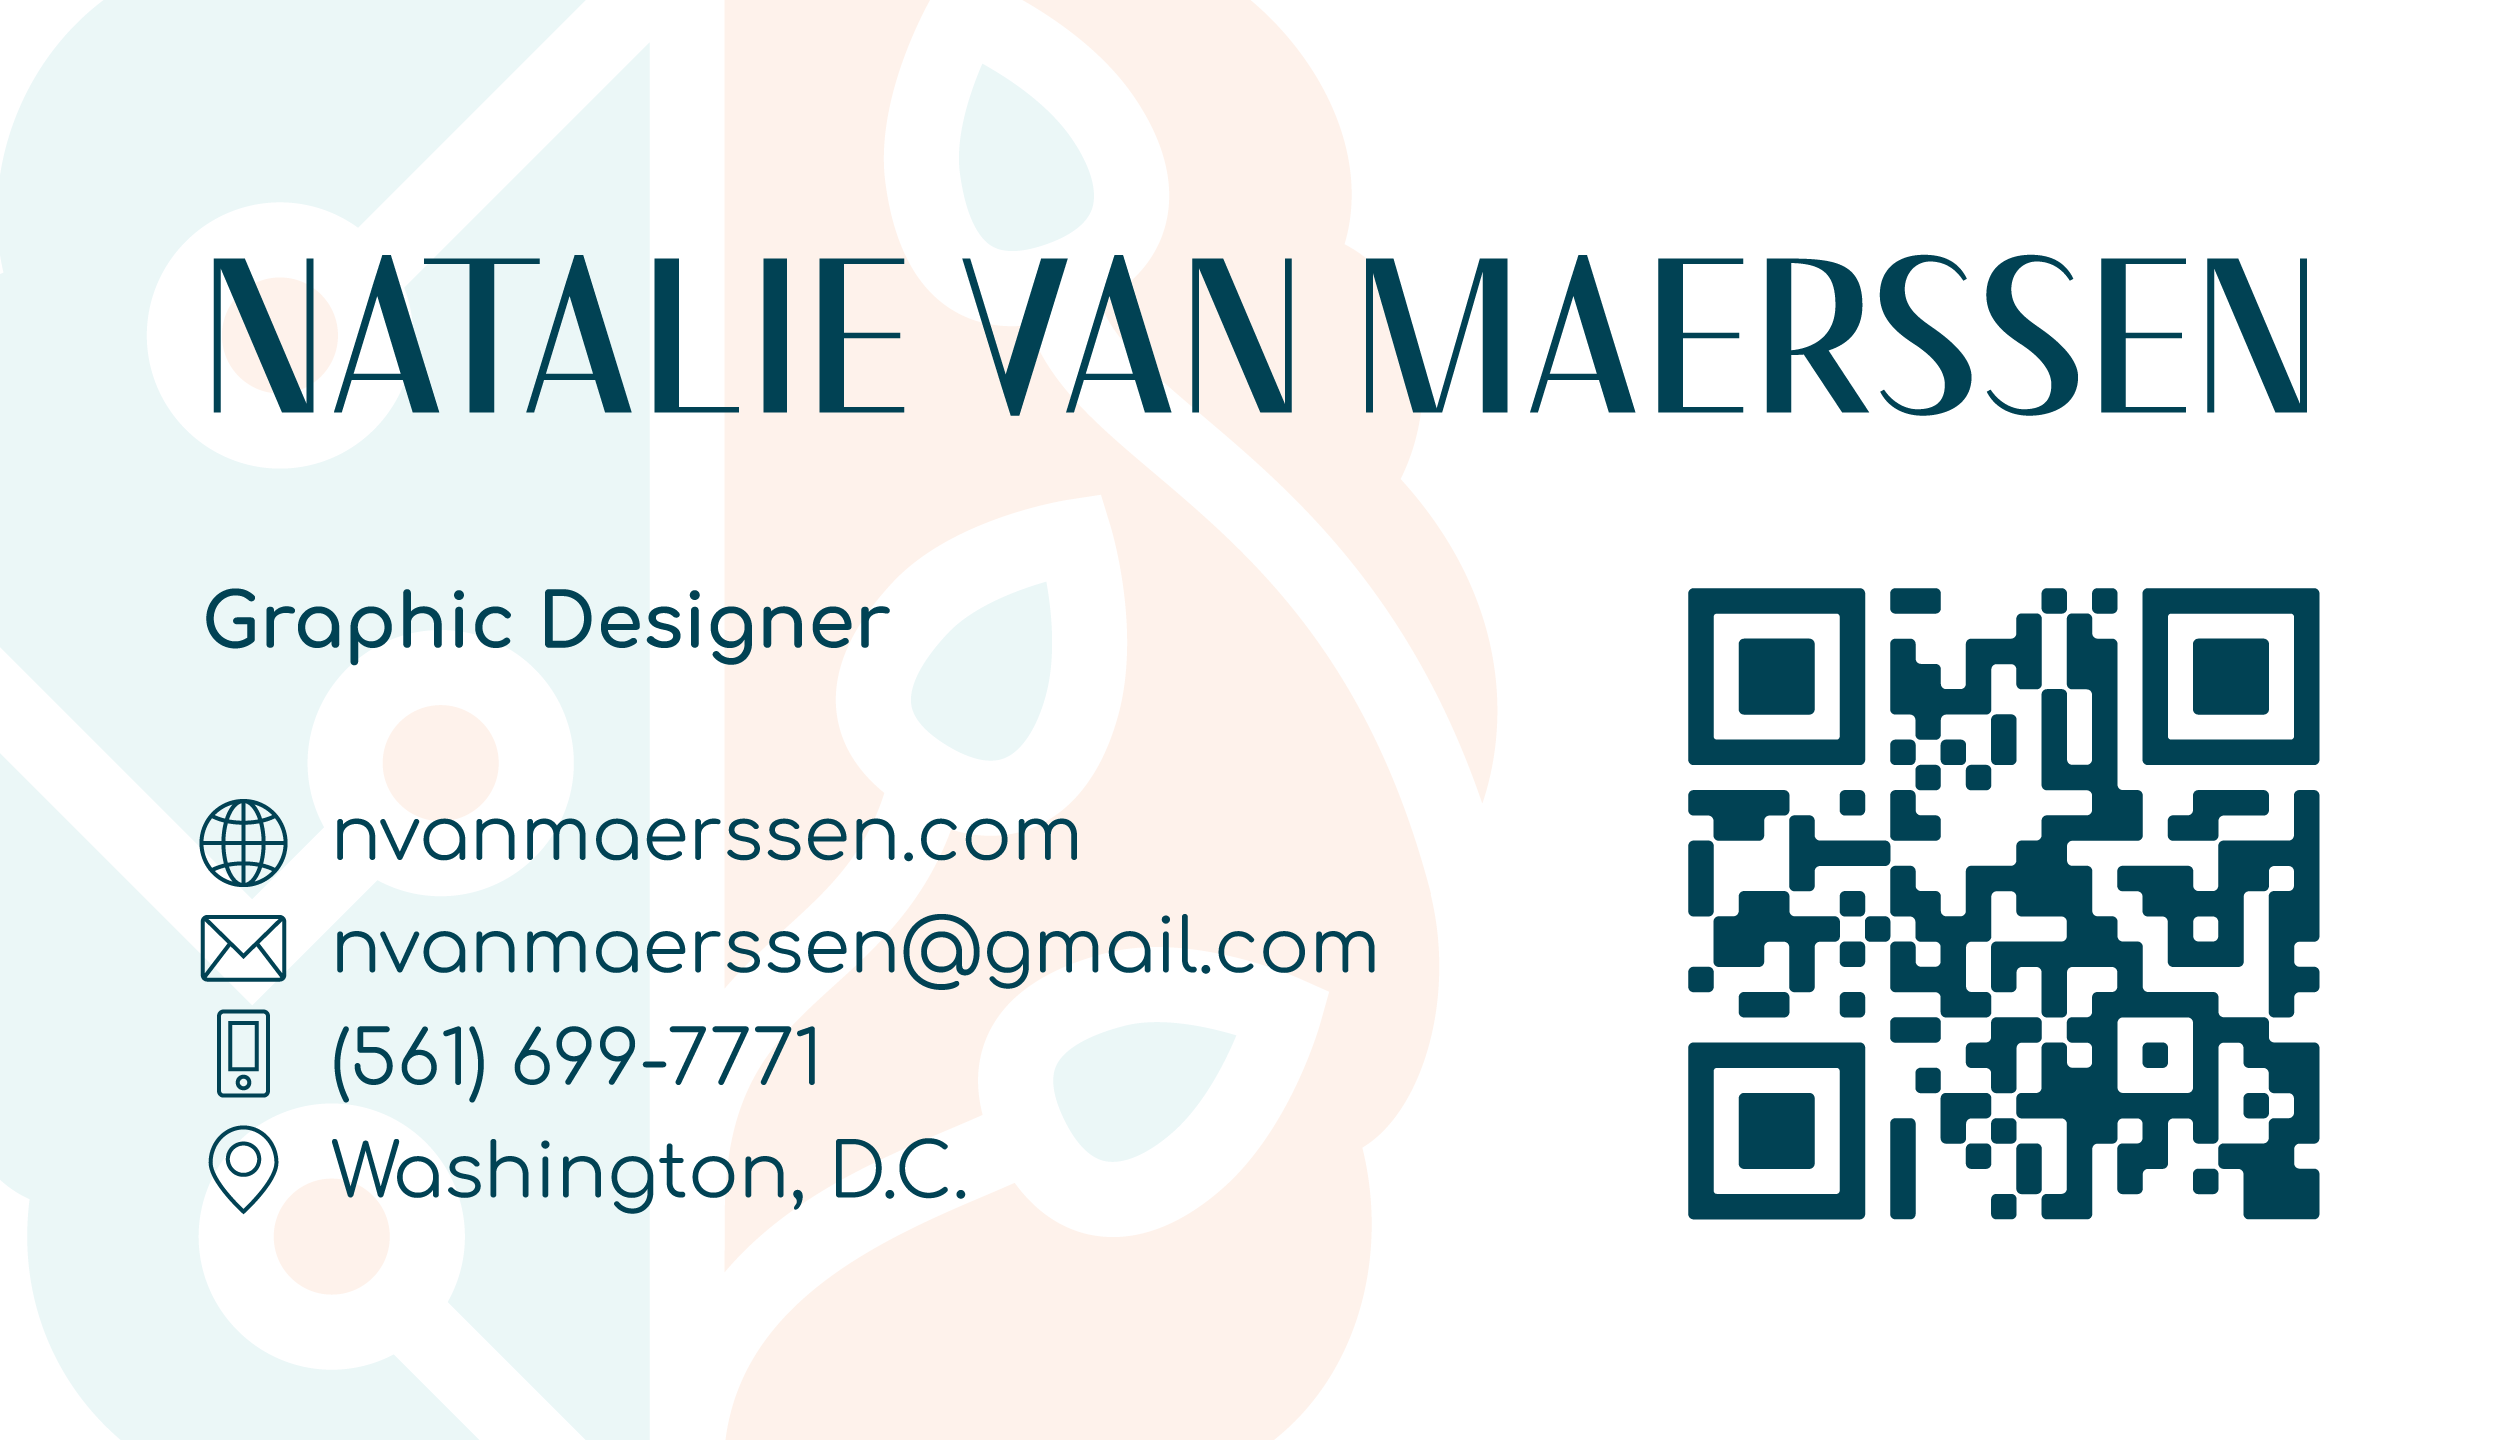 NATALIE VAN MAERSSEN
Graphic Designer
nvanmaerssen.com
nvanmaerssen@gmail.com
(561) 699-7771
Washington, D.C.